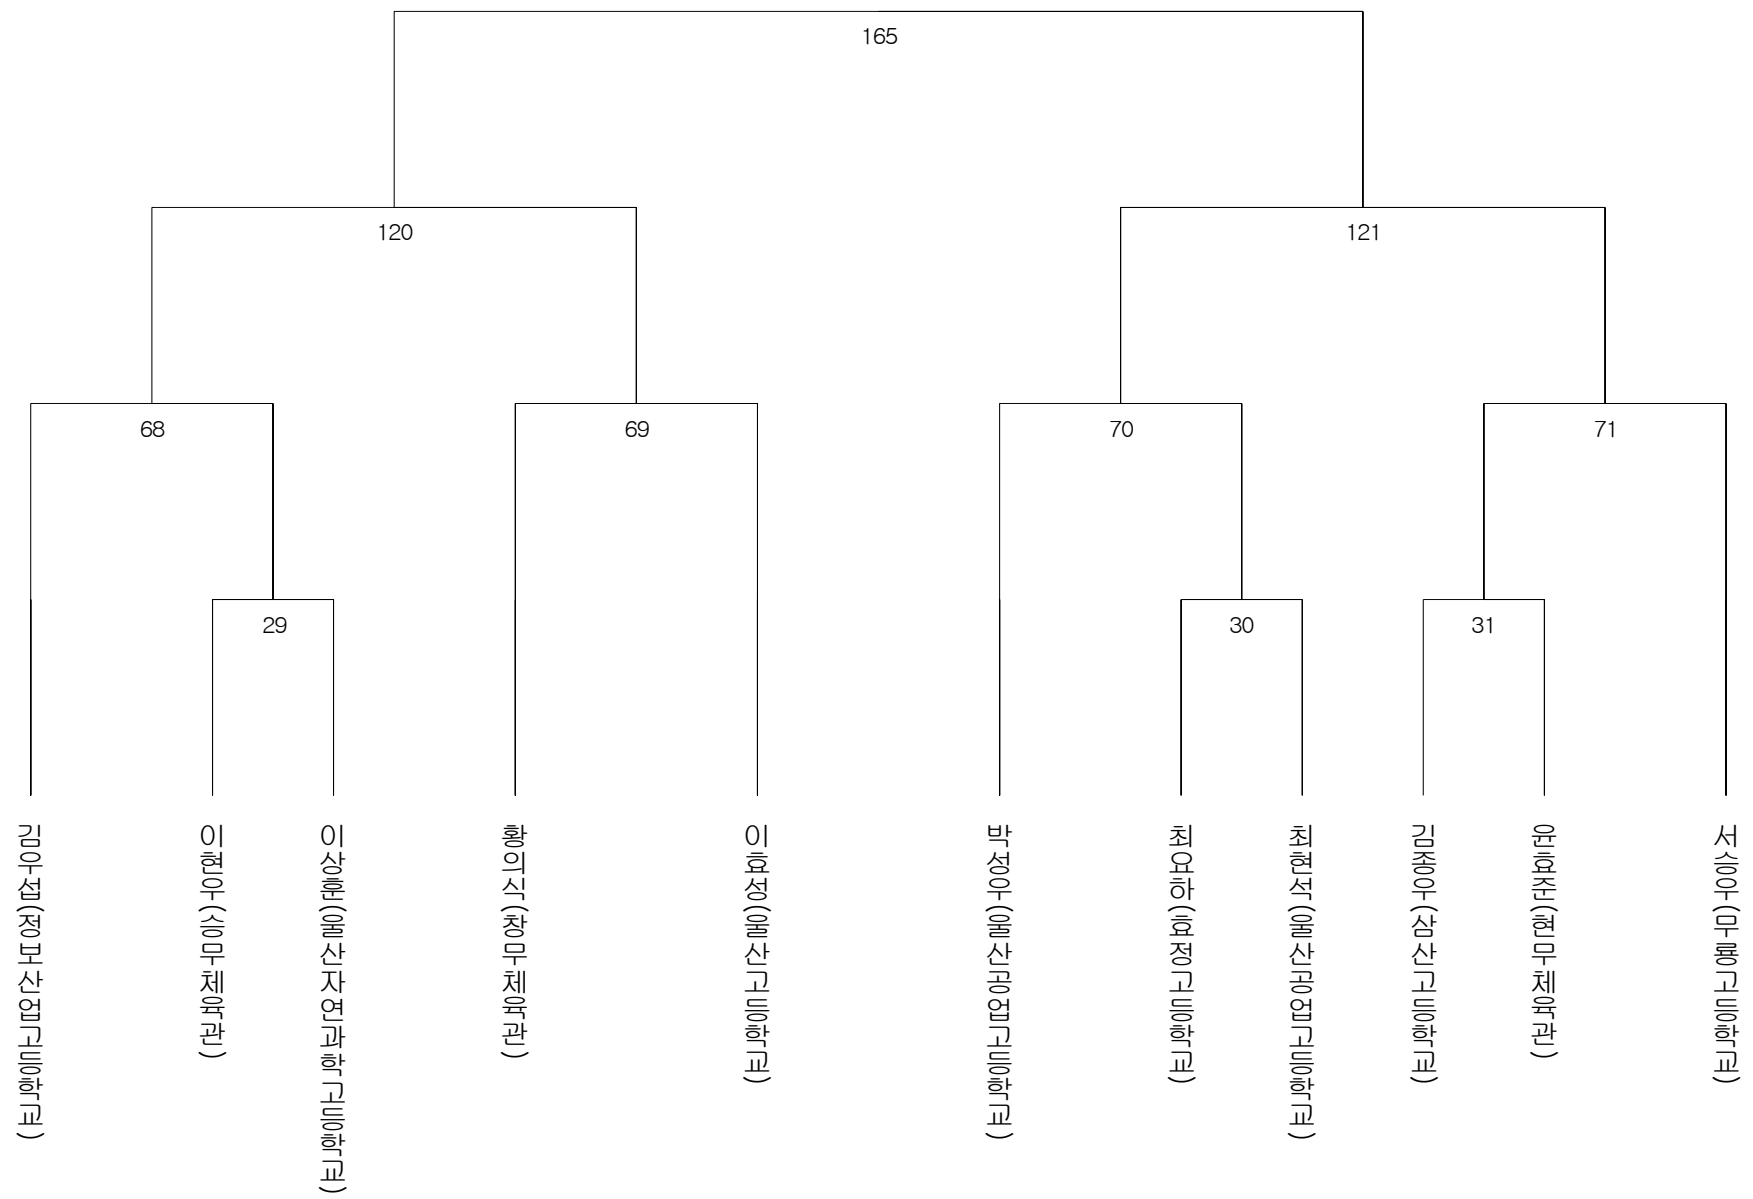 165
120
121
68
69
70
71
29
30
31
김우섭(정보산업고등학교)
이현우(승무체육관)
이상훈(울산자연과학고등학교)
황의식(창무체육관)
이효성(울산고등학교)
박성우(울산공업고등학교)
최요하(효정고등학교)
최현석(울산공업고등학교)
김종우(삼산고등학교)
윤효준(현무체육관)
서승우(무룡고등학교)